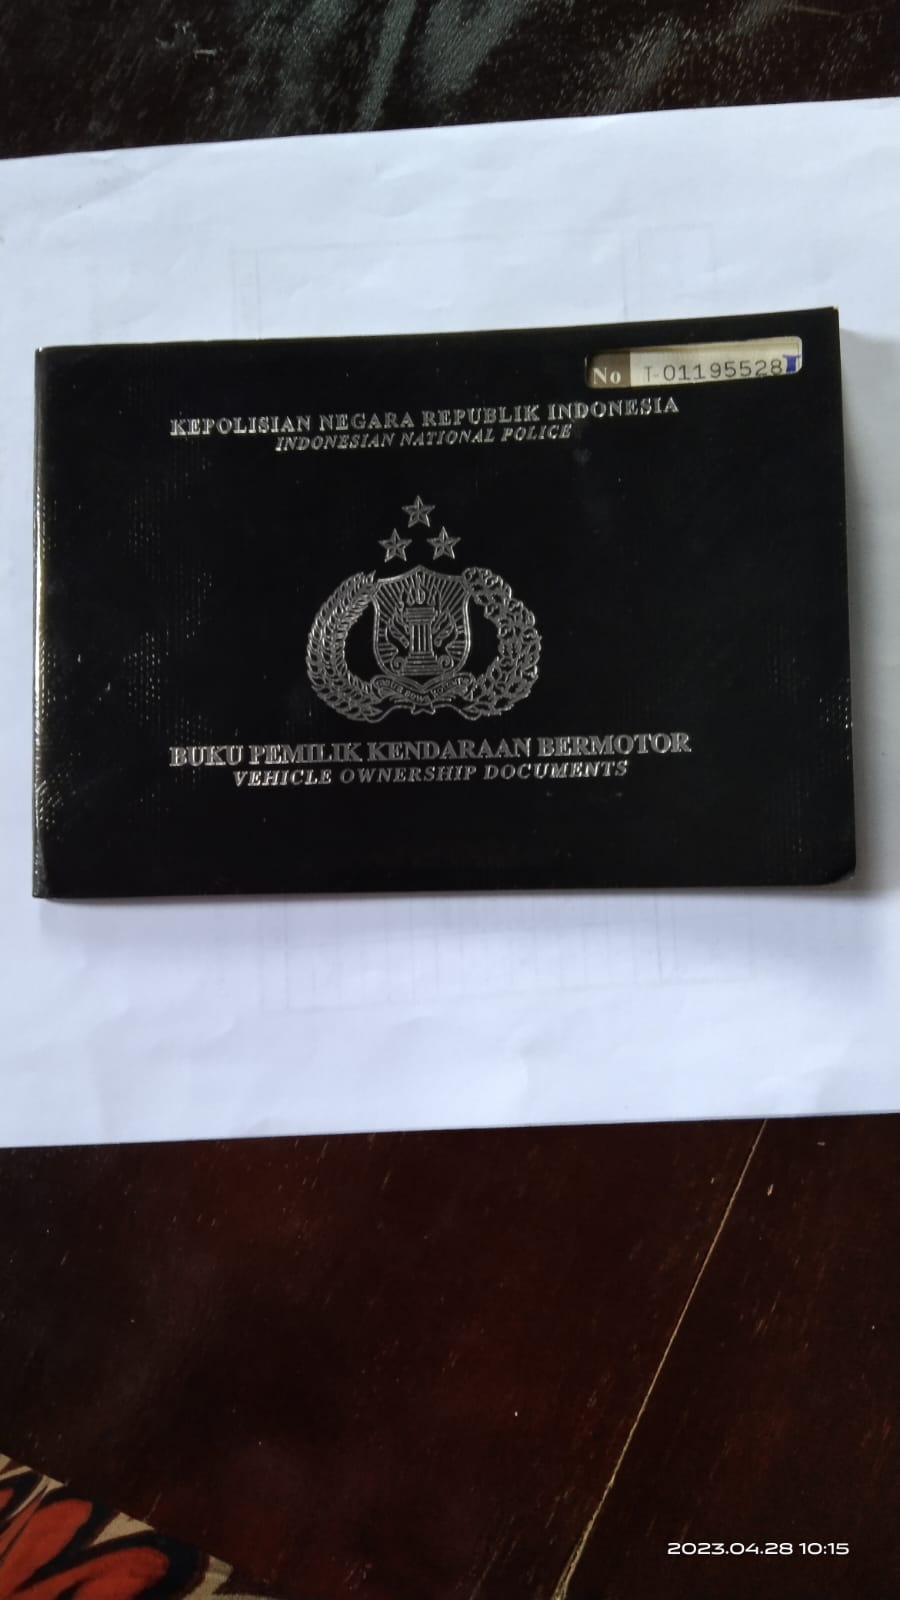 No T-01195528 T
KEPOLISIAN NEGARA REPUBLIK INDONESIA
INDONESIAN NATIONAL POLICE
BUKU PEMILIK KENDARAAN BERMOTOR
VEHICLE OWNERSHIP DOCUMENTS
2023.04.28 10:15